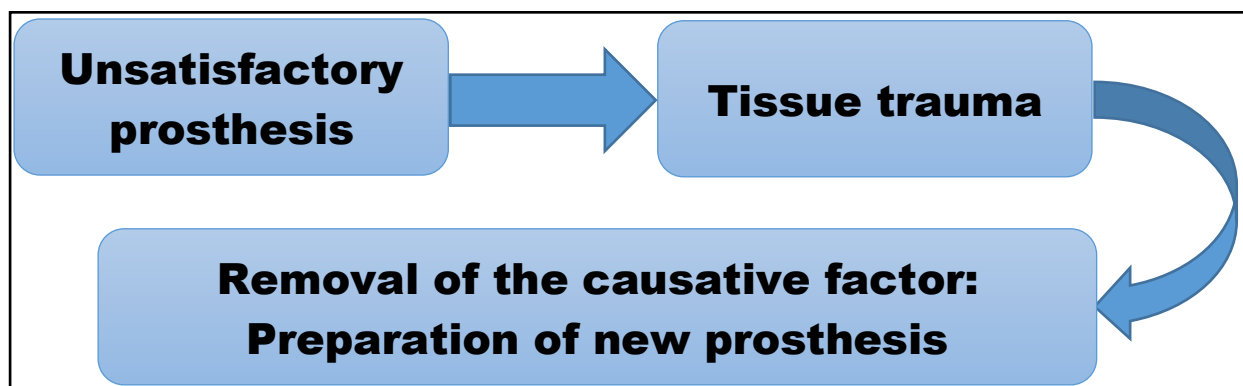 Unsatisfactory
prosthesis
Tissue trauma
Removal of the causative factor:
Preparation of new prosthesis